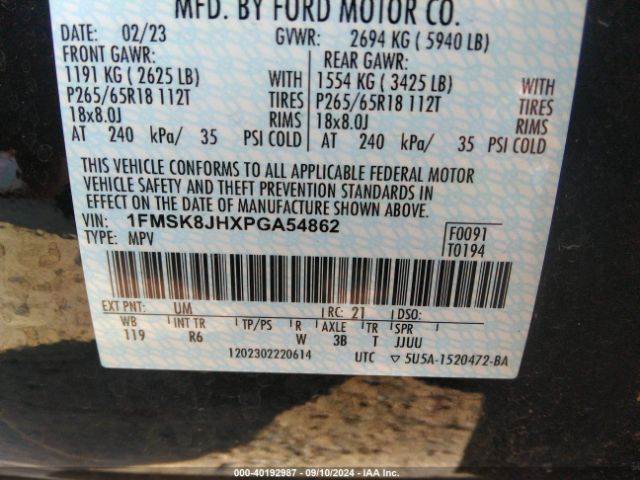 MFD. BY FORD MOTOR CO.
DATE: 02/23 GVWR: 2694 KG ( 5940 LB)
FRONT GAWR: REAR GAWR:
1191 KG ( 2625 LB) WITH 1554 KG ( 3425 LB) WITH
P265/65R18 112T TIRES P265/65R18 112T TIRES
18x8.0J RIMS 18x8.0J RIMS
AT 240 kPa/ 35 PSI COLD AT 240 kPa/ 35 PSI COLD
THIS VEHICLE CONFORMS TO ALL APPLICABLE FEDERAL MOTOR
VEHICLE SAFETY AND THEFT PREVENTION STANDARDS IN
EFFECT ON THE DATE OF MANUFACTURE SHOWN ABOVE.
VIN: 1FMSK8JHXPGA54862 F0091
TYPE: MPV T0194
EXT PNT: UM RC: 21 DSO:
WB INT TR TP/PS R AXLE TR SPR
119 R6 W 3B T JJUU
1202302220614 UTC ▽ 5U5A-1520472-BA
000-40192987 - 09/10/2024 - IAA Inc.